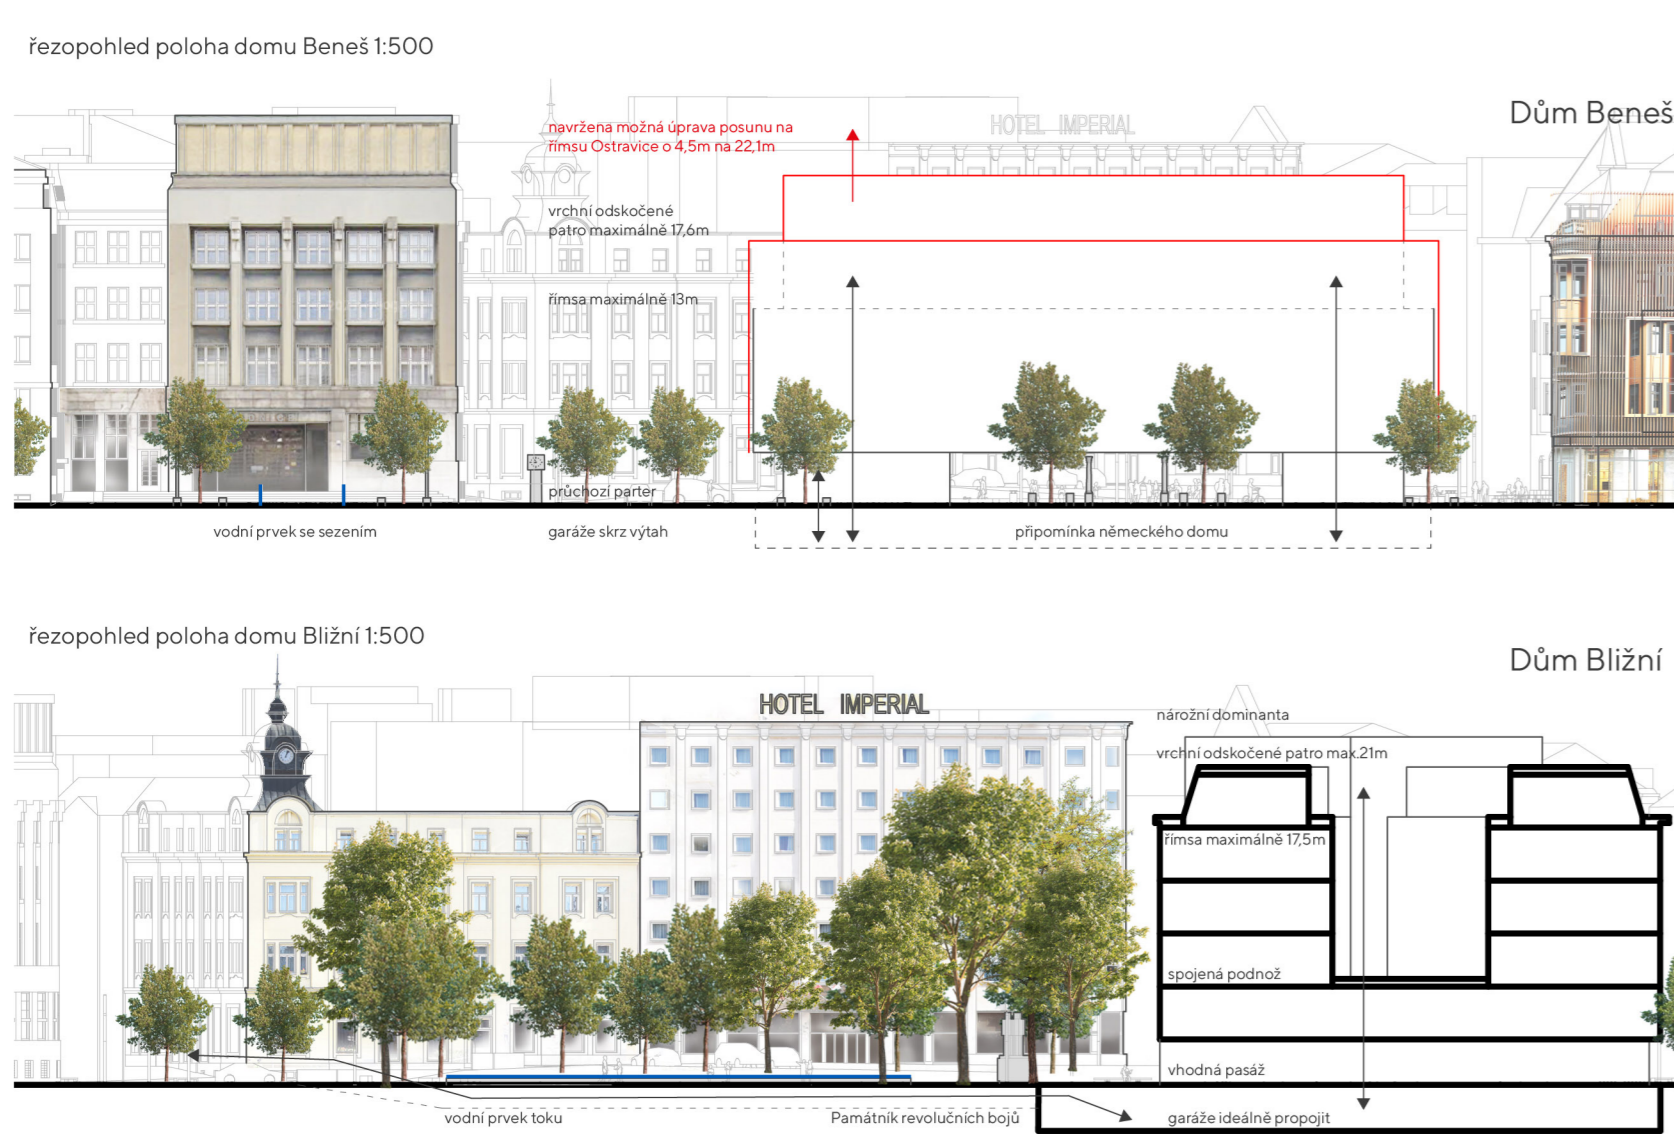 řezopohled poloha domu Beneš 1:500
Dům Beneš
navržena možná úprava posunu na
římsu Ostravice o 4,5m na 22,1m
HOTEL IMPERIAL
vrchní odskočené
patro maximálně 17,6m
římsa maximálně 13m
průchozí parter
vodní prvek se sezením
garáže skrz výtah
připomínka německého domu
řezopohled poloha domu Bližní 1:500
Dům Bližní
HOTEL IMPERIAL
nárožní dominanta
vrchní odskočené patro max.21m
římsa maximálně 17,5m
spojená podnož
vhodná pasáž
vodní prvek toku
Památník revolučních bojů
garáže ideálně propojit